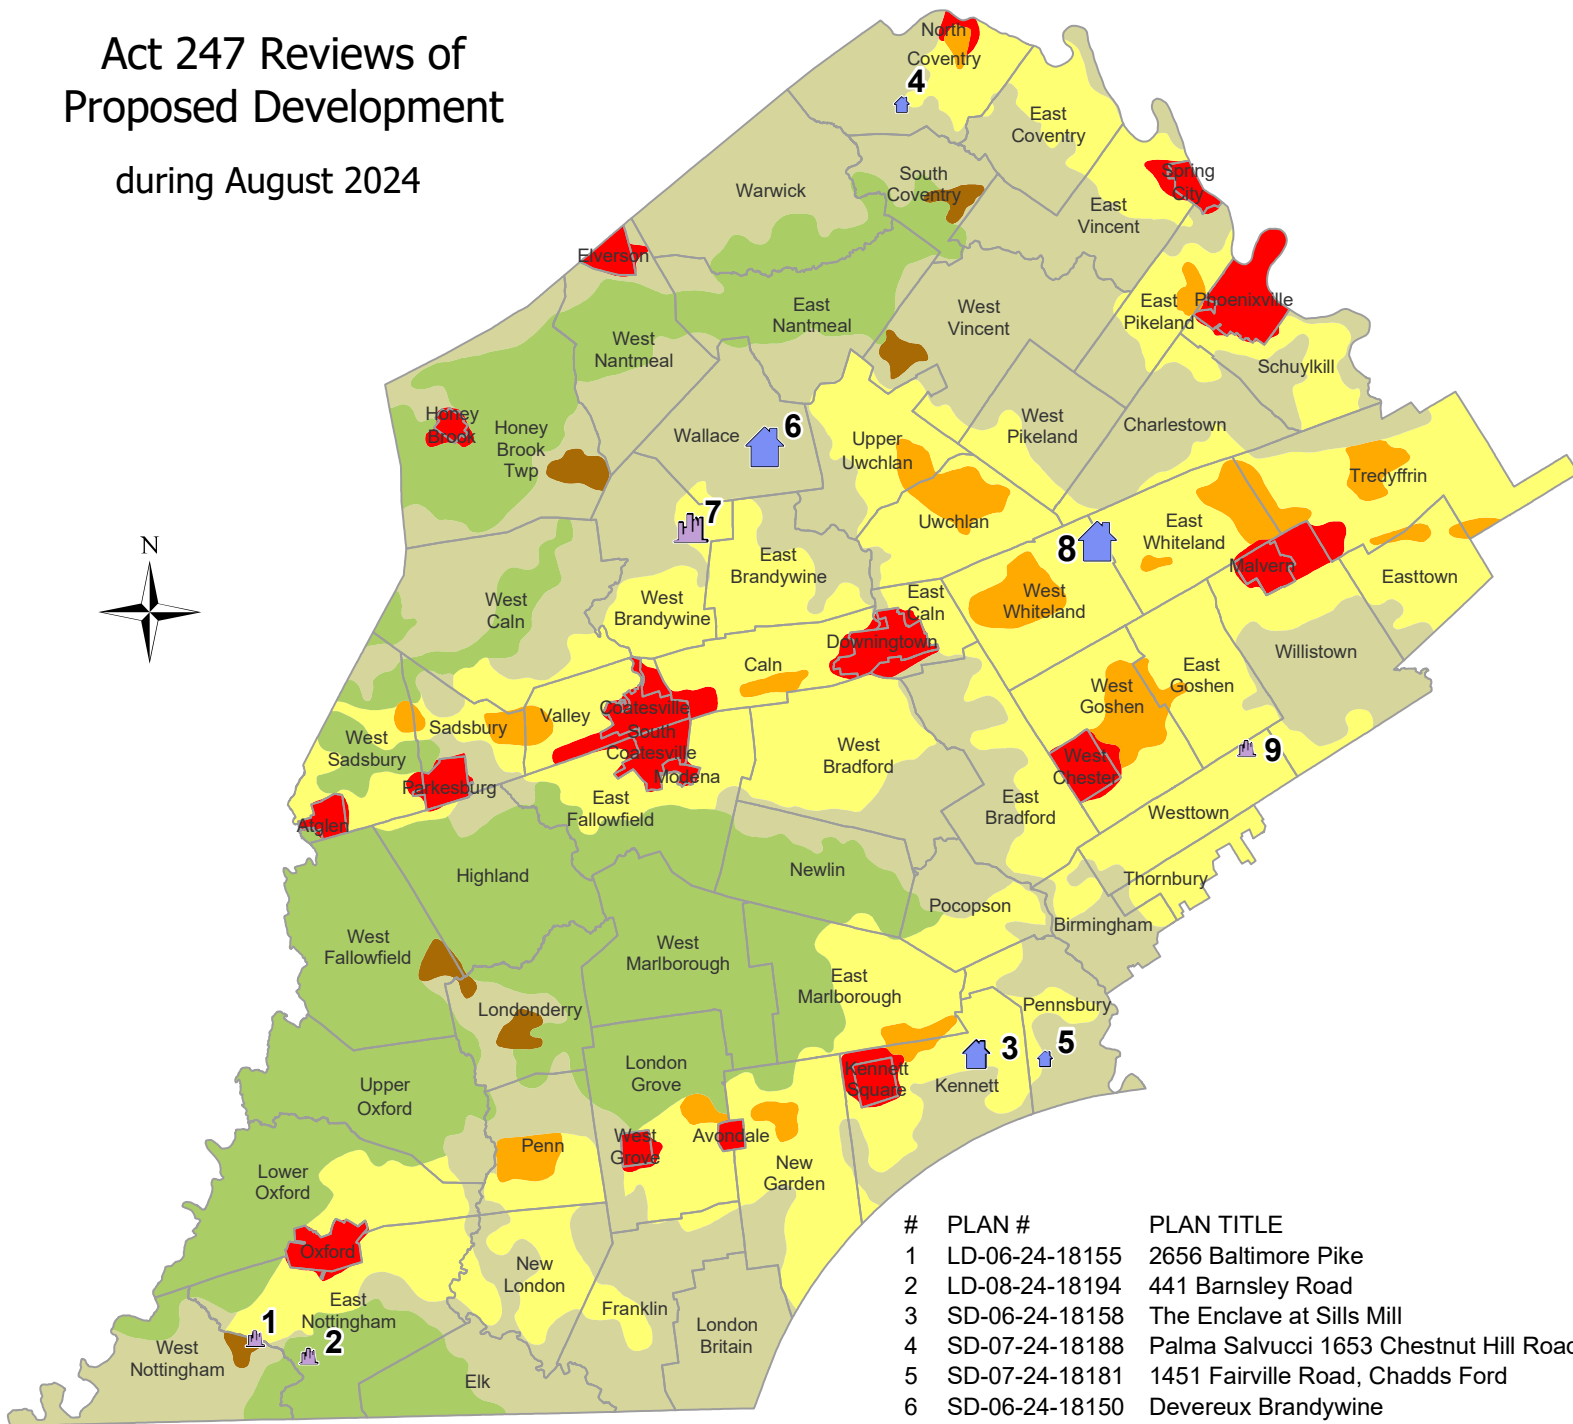 Act 247 Reviews of
Proposed Development
during August 2024
North
Coventry
4
East
Coventry
Spring
City
South
Coventry
Warwick
East
Vincent
Elverson
East
Nantmeal
West
Vincent
East
Pikeland
Phoenixville
West
Nantmeal
Schuylkill
Honey
Brook
Honey
Brook
Twp
Wallace
6
Upper
Uwchlan
West
Pikeland
Charlestown
Tredyffrin
7
Uwchlan
8
East
Whiteland
Malvern
Easttown
N
East
Brandywine
West
Caln
West
Brandywine
East
Caln
West
Whiteland
Downingtown
Willistown
Caln
East
Goshen
West
Goshen
Coatesville
Valley
Sadsbury
South
Coatesville
West
Sadsbury
Modena
Parkesburg
West
Bradford
West
Chester
9
East
Fallowfield
East
Bradford
Westtown
Atglen
Highland
Newlin
Thornbury
Pocopson
Birmingham
West
Fallowfield
West
Marlborough
East
Marlborough
Pennsbury
Londonderry
3
5
London
Grove
Kennett
Square
Kennett
Upper
Oxford
Penn
West
Grove
Avondale
New
Garden
Lower
Oxford
Oxford
New
London
East
Nottingham
Franklin
London
Britain
1
2
West
Nottingham
Elk
# PLAN # PLAN TITLE
1 LD-06-24-18155 2656 Baltimore Pike
2 LD-08-24-18194 441 Barnsley Road
3 SD-06-24-18158 The Enclave at Sills Mill
4 SD-07-24-18188 Palma Salvucci 1653 Chestnut Hill Road
5 SD-07-24-18181 1451 Fairville Road, Chadds Ford
6 SD-06-24-18150 Devereux Brandywine